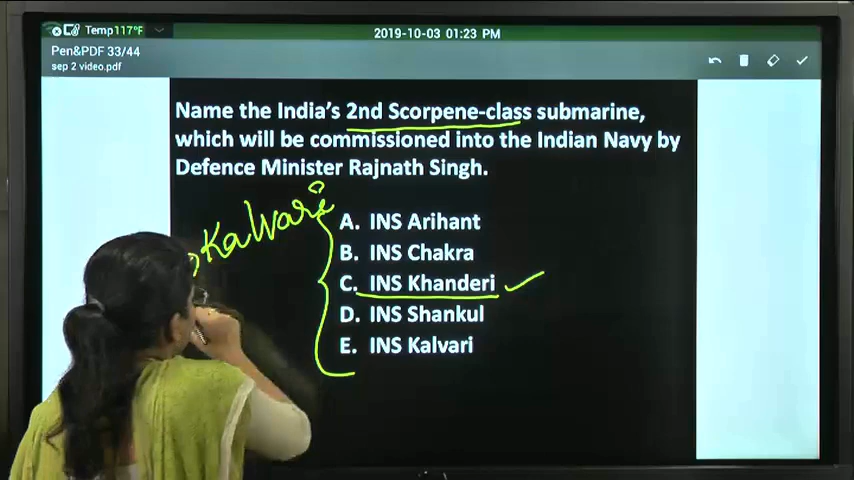 Temp117°F
2019-10-03 01:23 PM
Pen&PDF 33/44
sep 2 video.pdf
Name the India's 2nd Scorpene-class submarine,
which will be commissioned into the Indian Navy by
Defence Minister Rajnath Singh.
Kalvari
A. INS Arihant
B. INS Chakra
C. INS Khanderi
D. INS Shankul
E. INS Kalvari